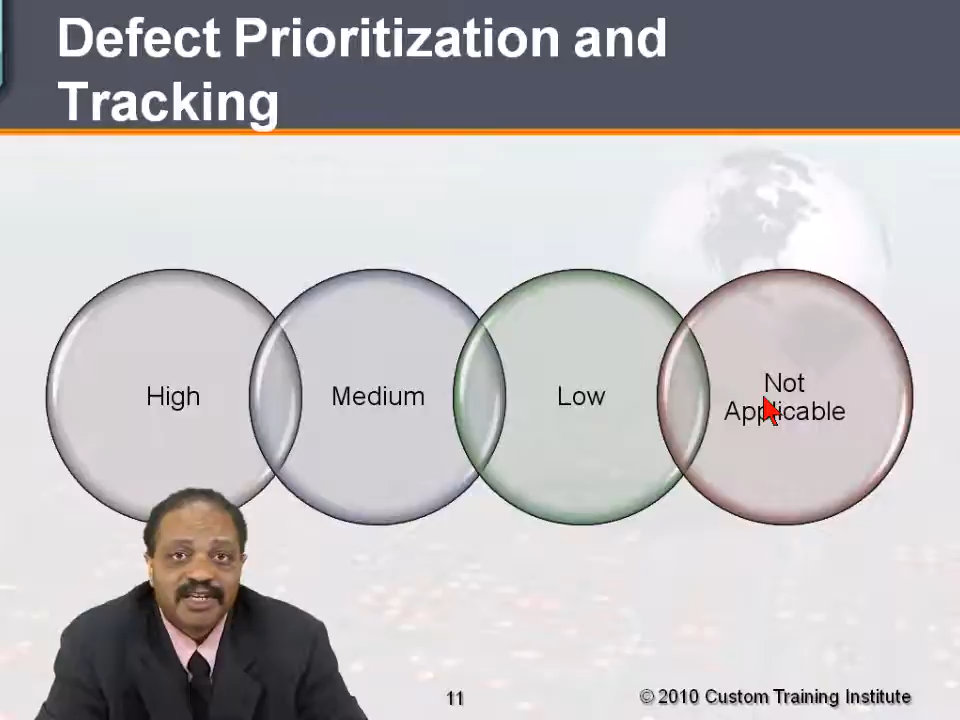 Defect Prioritization and
Tracking
High
Medium
Low
Not
Applicable
11
© 2010 Custom Training Institute